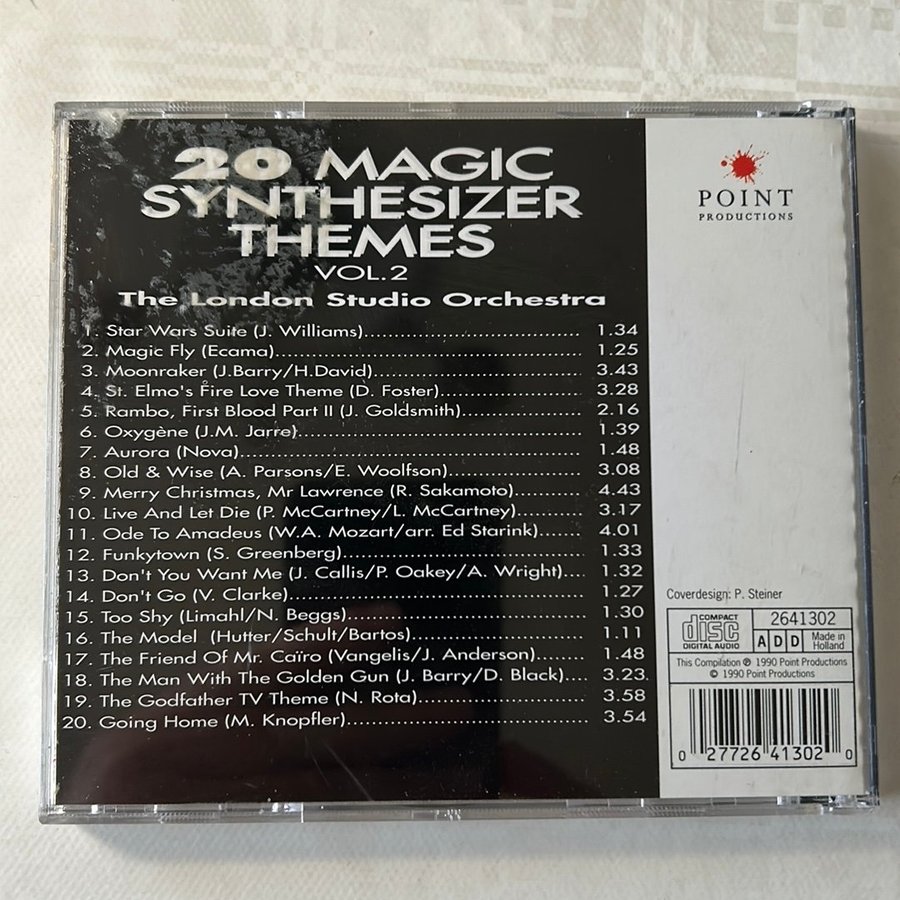 20 MAGIC
SYNTHESIZER
THEMES
VOL.2
The London Studio Orchestra
1. Star Wars Suite (J. Williams)........................................ 1.34
2. Magic Fly (Ecama)........................................................ 1.25
3. Moonraker (J.Barry/H.David)...................................... 3.43
4. St. Elmo's Fire Love Theme (D. Foster)......................... 3.28
5. Rambo, First Blood Part II (J. Goldsmith)..................... 2.16
6. Oxygène (J.M. Jarre).................................................... 1.39
7. Aurora (Nova)............................................................... 1.48
8. Old & Wise (A. Parsons/E. Woolfson)........................ 3.08
9. Merry Christmas, Mr Lawrence (R. Sakamoto)............ 4.43
10. Live And Let Die (P. McCartney/L. McCartney)............ 3.17
11. Ode To Amadeus (W.A. Mozart/arr. Ed Starink)....... 4.01
12. Funkytown (S. Greenberg)............................................ 1.33
13. Don't You Want Me (J. Callis/P. Oakey/A. Wright).... 1.32
14. Don't Go (V. Clarke)..................................................... 1.27
15. Too Shy (Limahl/N. Beggs)........................................... 1.30
16. The Model (Hutter/Schult/Bartos)............................... 1.11
17. The Friend Of Mr. Caïro (Vangelis/J. Anderson)......... 1.48
18. The Man With The Golden Gun (J. Barry/D. Black).... 3.23.
19. The Godfather TV Theme (N. Rota)............................. 3.58
20. Going Home (M. Knopfler)........................................... 3.54
POINT
PRODUCTIONS
Coverdesign: P. Steiner
COMPACT
disc
DIGITAL AUDIO
2641302
A D D
Made in
Holland
This Compilation ℗ 1990 Point Productions
© 1990 Point Productions
0 27726 41302 0